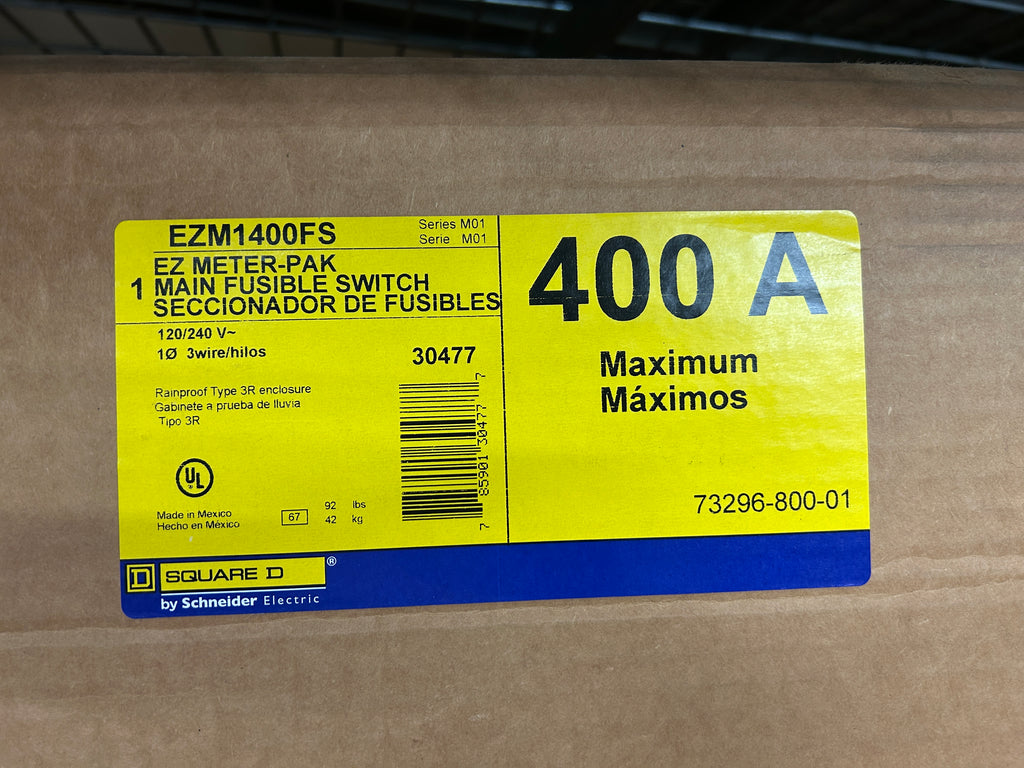 EZM1400FS
Series M01
Serie M01
EZ METER-PAK
1 MAIN FUSIBLE SWITCH
SECCIONADOR DE FUSIBLES
120/240 V~
1Ø 3wire/hilos
30477
Rainproof Type 3R enclosure
Gabinete a prueba de lluvia
Tipo 3R
UL
Made in Mexico
Hecho en México
67
92 lbs
42 kg
7 85901 30477 7
400 A
Maximum
Máximos
73296-800-01
D SQUARE D ®
by Schneider Electric